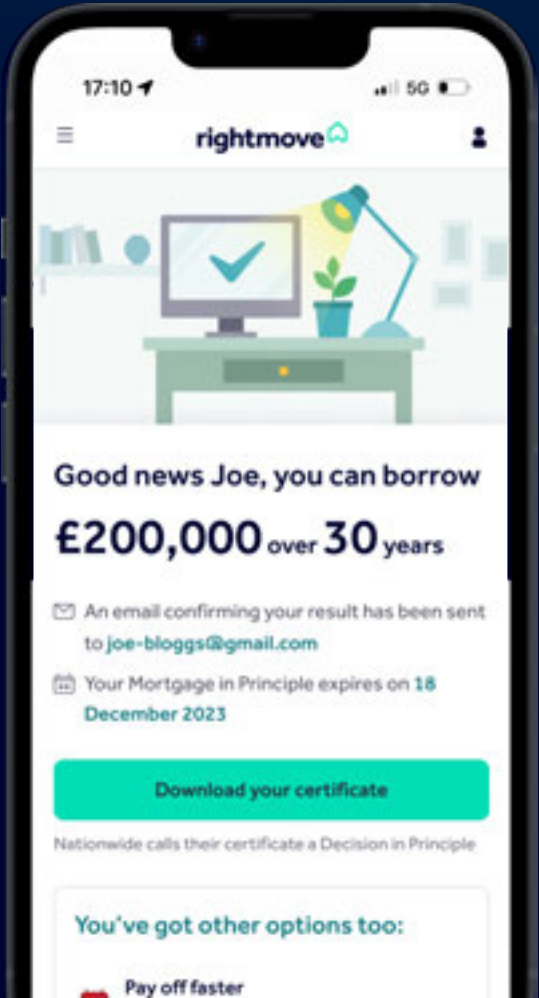 17:10
5G
rightmove
Good news Joe, you can borrow
£200,000 over 30 years
An email confirming your result has been sent
to joe-bloggs@gmail.com
Your Mortgage in Principle expires on 18
December 2023
Download your certificate
Nationwide calls their certificate a Decision in Principle
You've got other options too:
Pay off faster